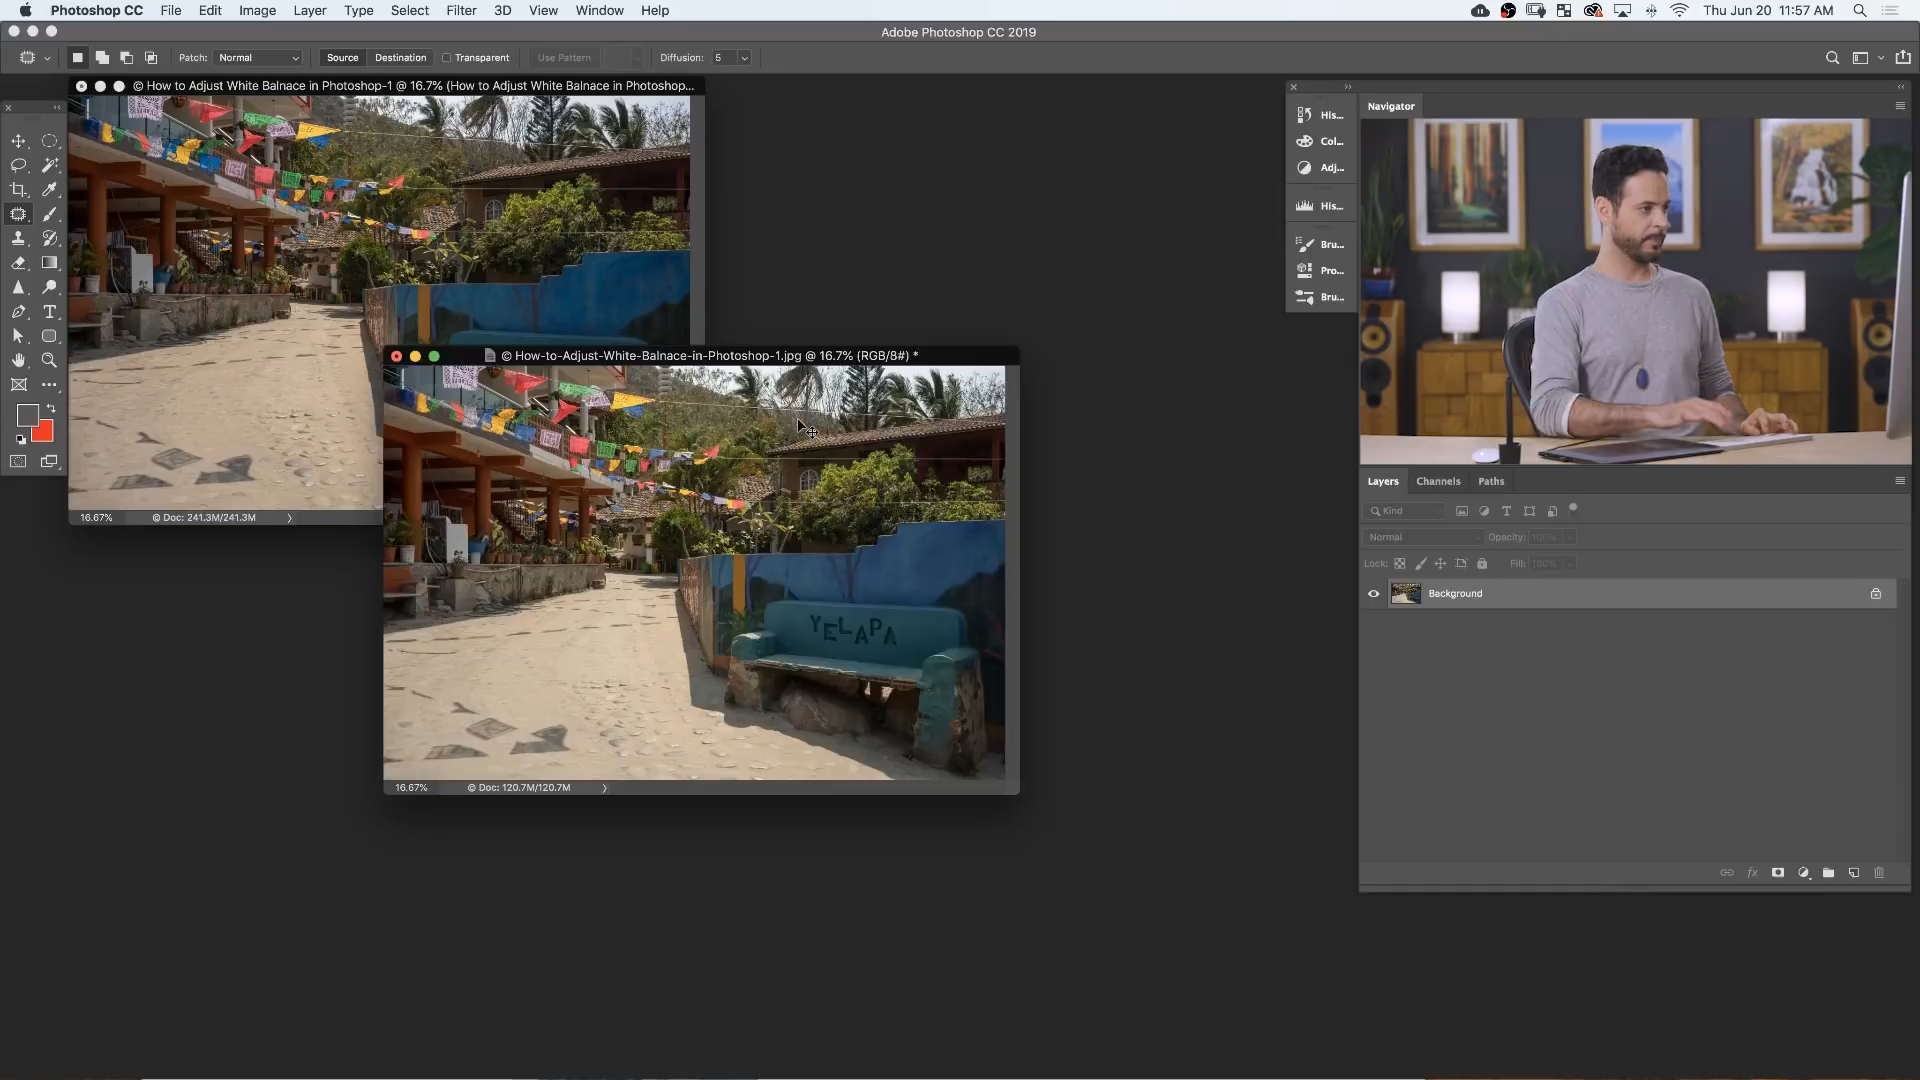 Photoshop CC File Edit Image Layer Type Select Filter 3D View Window Help Thu Jun 20 11:57 AM
Adobe Photoshop CC 2019
Patch: Normal Source Destination Transparent Use Pattern Diffusion: 5
© How to Adjust White Balnace in Photoshop-1 @ 16.7% (How to Adjust White Balnace in Photoshop...
His...
Col...
Adj...
His...
Bru...
Pro...
Bru...
Navigator
© How-to-Adjust-White-Balnace-in-Photoshop-1.jpg @ 16.7% (RGB/8#) *
YELAPA
16.67% © Doc: 241.3M/241.3M
16.67% © Doc: 120.7M/120.7M
Layers Channels Paths
Kind
Normal Opacity: 100%
Lock: Fill: 100%
Background
fx